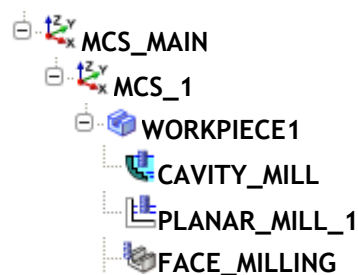 MCS_MAIN
MCS_1
WORKPIECE1
CAVITY_MILL
PLANAR_MILL_1
FACE_MILLING